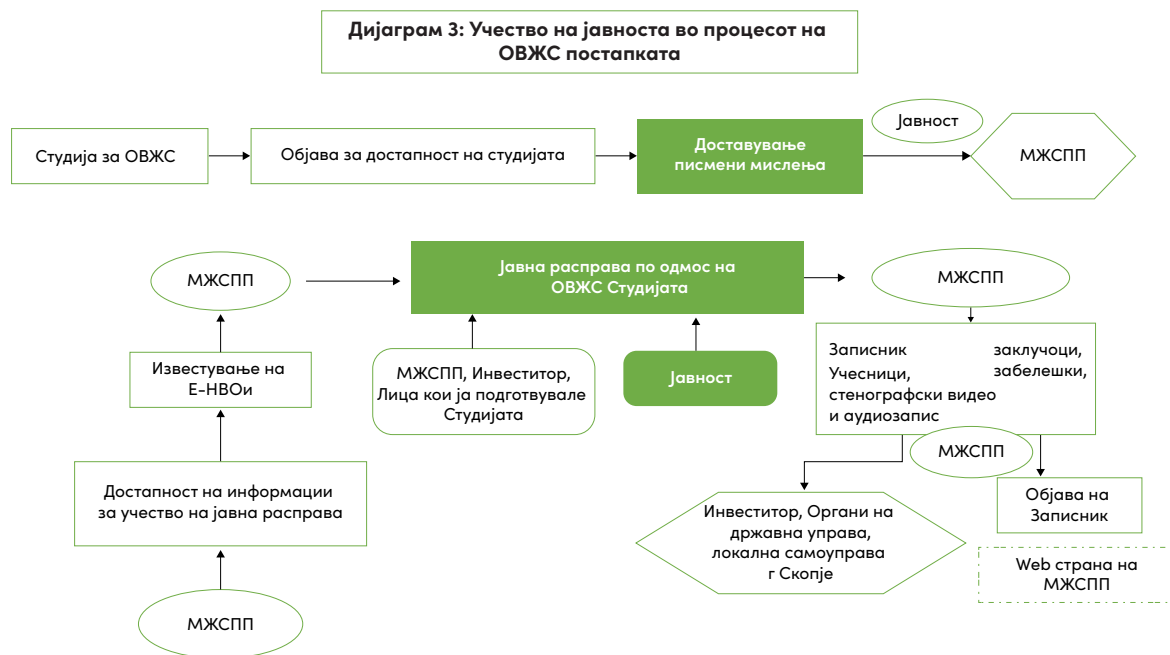 Дијаграм 3: Учество на јавноста во процесот на
ОВЖС постапката
Студија за ОВЖС
Објава за достапност на студијата
Доставување
писмени мислења
Јавност
МЖСПП
МЖСПП
Јавна расправа по одмос на
ОВЖС Студијата
МЖСПП
Известување на
Е-НВОи
МЖСПП, Инвеститор,
Лица кои ја подготвувале
Студијата
Јавност
Записник заклучоци,
Учесници, забелешки,
стенографски видео
и аудиозапис
МЖСПП
Достапност на информации
за учество на јавна расправа
Инвеститор, Органи на
државна управа,
локална самоуправа
г Скопје
Објава на
Записник
Web страна на
МЖСПП
МЖСПП